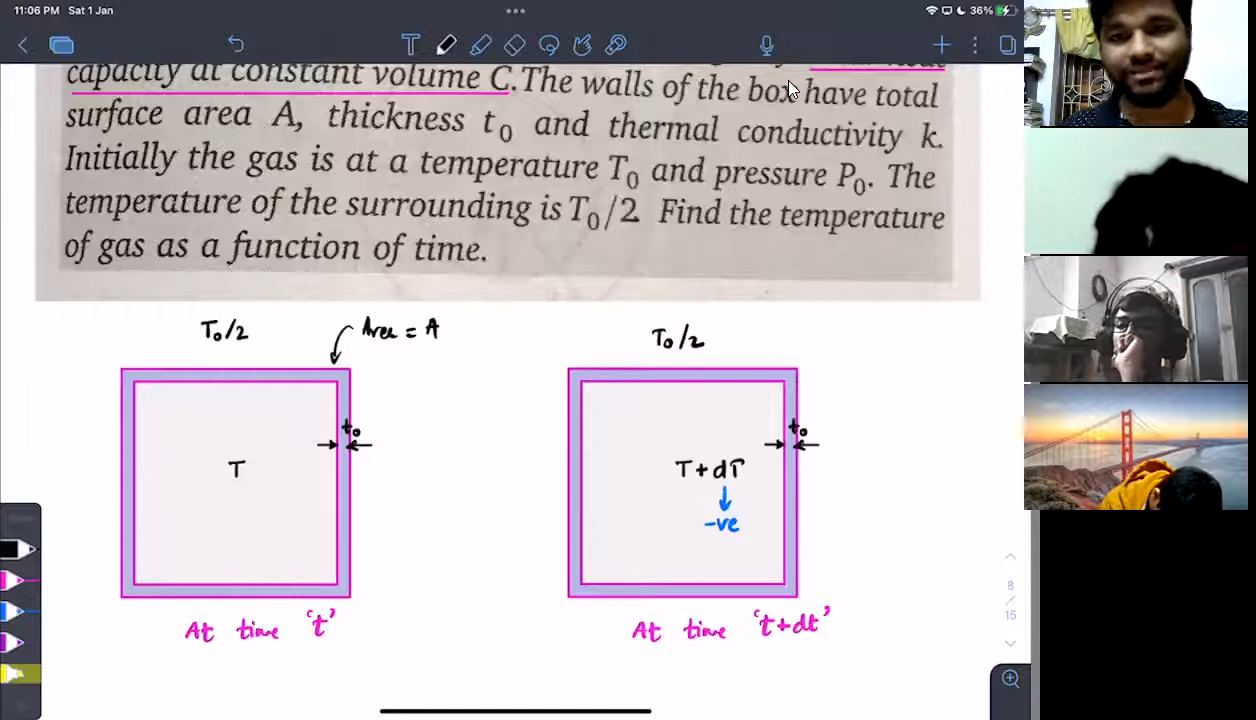 11:06 PM Sat 1 Jan
36%
capacity at constant volume C. The walls of the box have total
surface area A, thickness t₀ and thermal conductivity k.
Initially the gas is at a temperature T₀ and pressure P₀. The
temperature of the surrounding is T₀/2 Find the temperature
of gas as a function of time.
T₀/2
Area = A
T₀/2
t₀
t₀
T
T + dT
-ve
At time 't'
At time 't+dt'
8
/
15